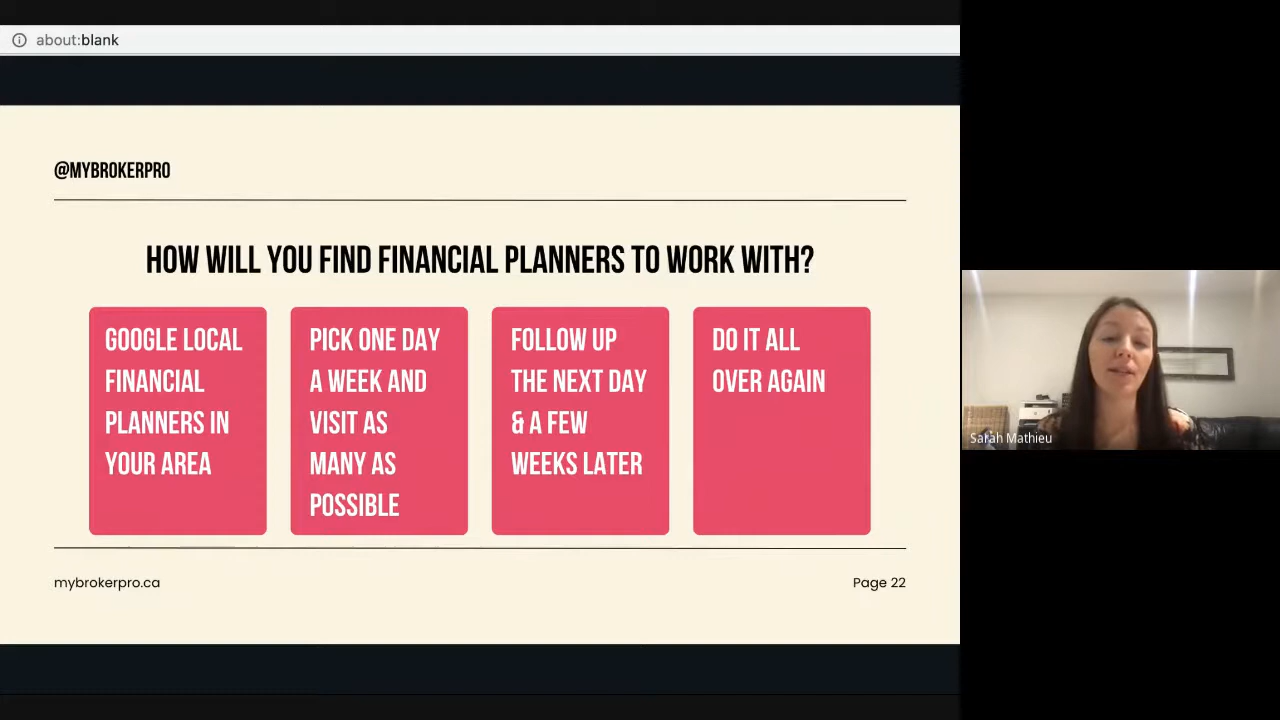 about:blank
@MYBROKERPRO
HOW WILL YOU FIND FINANCIAL PLANNERS TO WORK WITH?
GOOGLE LOCAL
FINANCIAL
PLANNERS IN
YOUR AREA
PICK ONE DAY
A WEEK AND
VISIT AS
MANY AS
POSSIBLE
FOLLOW UP
THE NEXT DAY
& A FEW
WEEKS LATER
DO IT ALL
OVER AGAIN
mybrokerpro.ca
Page 22
Sarah Mathieu